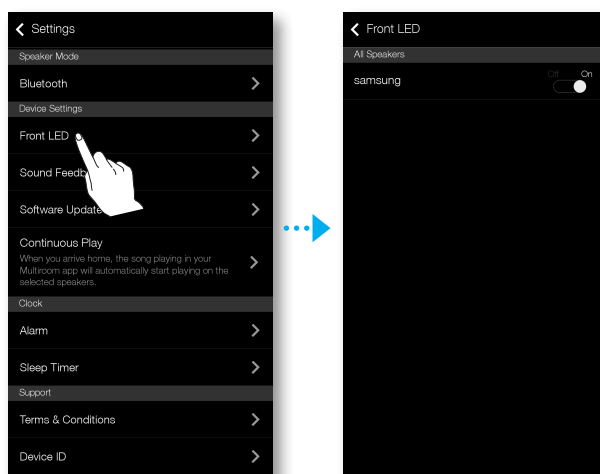 Settings
Speaker Mode
Bluetooth
Device Settings
Front LED
Sound Feedb
Software Update
Continuous Play
When you arrive home, the song playing in your
Multiroom app will automatically start playing on the
selected speakers.
Clock
Alarm
Sleep Timer
Support
Terms & Conditions
Device ID
Front LED
All Speakers
samsung
Off On